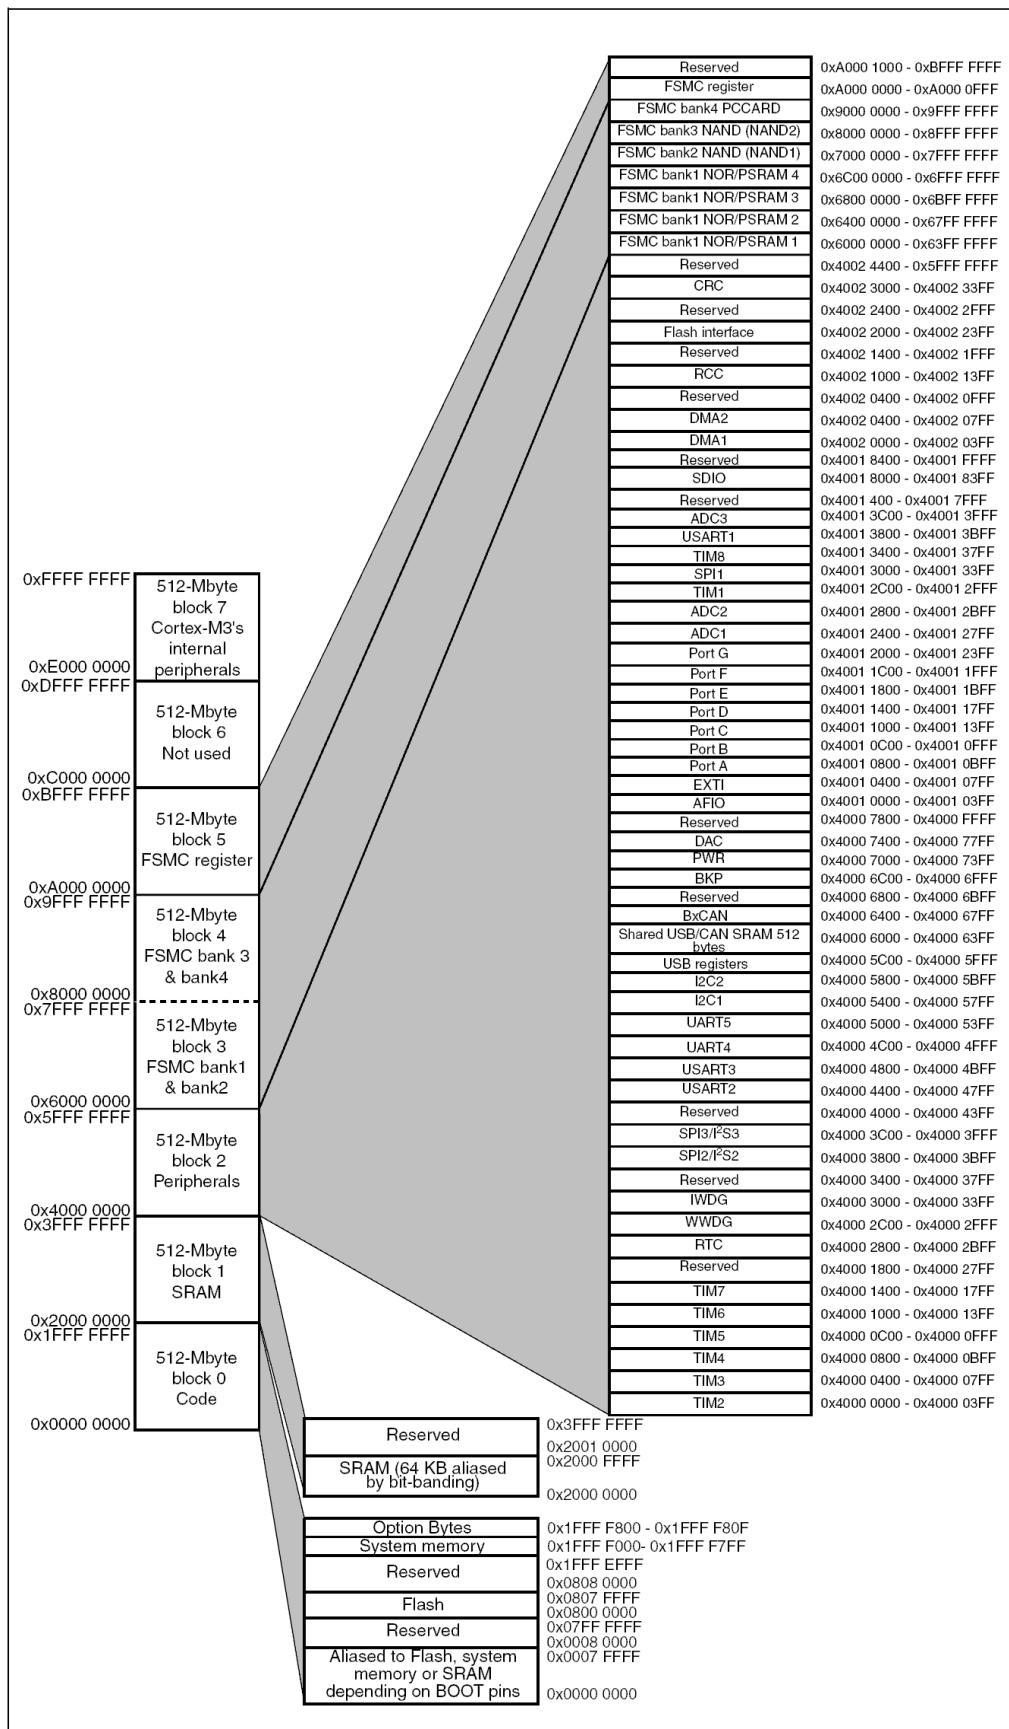 Reserved 0xA000 1000 - 0xBFFF FFFF
FSMC register 0xA000 0000 - 0xA000 0FFF
FSMC bank4 PCCARD 0x9000 0000 - 0x9FFF FFFF
FSMC bank3 NAND (NAND2) 0x8000 0000 - 0x8FFF FFFF
FSMC bank2 NAND (NAND1) 0x7000 0000 - 0x7FFF FFFF
FSMC bank1 NOR/PSRAM 4 0x6C00 0000 - 0x6FFF FFFF
FSMC bank1 NOR/PSRAM 3 0x6800 0000 - 0x6BFF FFFF
FSMC bank1 NOR/PSRAM 2 0x6400 0000 - 0x67FF FFFF
FSMC bank1 NOR/PSRAM 1 0x6000 0000 - 0x63FF FFFF
Reserved 0x4002 4400 - 0x5FFF FFFF
CRC 0x4002 3000 - 0x4002 33FF
Reserved 0x4002 2400 - 0x4002 2FFF
Flash interface 0x4002 2000 - 0x4002 23FF
Reserved 0x4002 1400 - 0x4002 1FFF
RCC 0x4002 1000 - 0x4002 13FF
Reserved 0x4002 0400 - 0x4002 0FFF
DMA2 0x4002 0400 - 0x4002 07FF
DMA1 0x4002 0000 - 0x4002 03FF
Reserved 0x4001 8400 - 0x4001 FFFF
SDIO 0x4001 8000 - 0x4001 83FF
Reserved 0x4001 400 - 0x4001 7FFF
ADC3 0x4001 3C00 - 0x4001 3FFF
USART1 0x4001 3800 - 0x4001 3BFF
TIM8 0x4001 3400 - 0x4001 37FF
SPI1 0x4001 3000 - 0x4001 33FF
TIM1 0x4001 2C00 - 0x4001 2FFF
ADC2 0x4001 2800 - 0x4001 2BFF
ADC1 0x4001 2400 - 0x4001 27FF
Port G 0x4001 2000 - 0x4001 23FF
Port F 0x4001 1C00 - 0x4001 1FFF
Port E 0x4001 1800 - 0x4001 1BFF
Port D 0x4001 1400 - 0x4001 17FF
Port C 0x4001 1000 - 0x4001 13FF
Port B 0x4001 0C00 - 0x4001 0FFF
Port A 0x4001 0800 - 0x4001 0BFF
EXTI 0x4001 0400 - 0x4001 07FF
AFIO 0x4001 0000 - 0x4001 03FF
Reserved 0x4000 7800 - 0x4000 FFFF
DAC 0x4000 7400 - 0x4000 77FF
PWR 0x4000 7000 - 0x4000 73FF
BKP 0x4000 6C00 - 0x4000 6FFF
Reserved 0x4000 6800 - 0x4000 6BFF
BxCAN 0x4000 6400 - 0x4000 67FF
Shared USB/CAN SRAM 512
bytes 0x4000 6000 - 0x4000 63FF
USB registers 0x4000 5C00 - 0x4000 5FFF
I2C2 0x4000 5800 - 0x4000 5BFF
I2C1 0x4000 5400 - 0x4000 57FF
UART5 0x4000 5000 - 0x4000 53FF
UART4 0x4000 4C00 - 0x4000 4FFF
USART3 0x4000 4800 - 0x4000 4BFF
USART2 0x4000 4400 - 0x4000 47FF
Reserved 0x4000 4000 - 0x4000 43FF
SPI3/I²S3 0x4000 3C00 - 0x4000 3FFF
SPI2/I²S2 0x4000 3800 - 0x4000 3BFF
Reserved 0x4000 3400 - 0x4000 37FF
IWDG 0x4000 3000 - 0x4000 33FF
WWDG 0x4000 2C00 - 0x4000 2FFF
RTC 0x4000 2800 - 0x4000 2BFF
Reserved 0x4000 1800 - 0x4000 27FF
TIM7 0x4000 1400 - 0x4000 17FF
TIM6 0x4000 1000 - 0x4000 13FF
TIM5 0x4000 0C00 - 0x4000 0FFF
TIM4 0x4000 0800 - 0x4000 0BFF
TIM3 0x4000 0400 - 0x4000 07FF
TIM2 0x4000 0000 - 0x4000 03FF
0xFFFF FFFF
512-Mbyte
block 7
Cortex-M3's
internal
peripherals
0xE000 0000
0xDFFF FFFF
512-Mbyte
block 6
Not used
0xC000 0000
0xBFFF FFFF
512-Mbyte
block 5
FSMC register
0xA000 0000
0x9FFF FFFF
512-Mbyte
block 4
FSMC bank 3
& bank4
0x8000 0000
0x7FFF FFFF
512-Mbyte
block 3
FSMC bank1
& bank2
0x6000 0000
0x5FFF FFFF
512-Mbyte
block 2
Peripherals
0x4000 0000
0x3FFF FFFF
512-Mbyte
block 1
SRAM
0x2000 0000
0x1FFF FFFF
512-Mbyte
block 0
Code
0x0000 0000
0x3FFF FFFF
Reserved
0x2001 0000
0x2000 FFFF
SRAM (64 KB aliased
by bit-banding)
0x2000 0000
Option Bytes 0x1FFF F800 - 0x1FFF F80F
System memory 0x1FFF F000- 0x1FFF F7FF
0x1FFF EFFF
Reserved
0x0808 0000
0x0807 FFFF
Flash
0x0800 0000
0x07FF FFFF
Reserved
0x0008 0000
0x0007 FFFF
Aliased to Flash, system
memory or SRAM
depending on BOOT pins
0x0000 0000